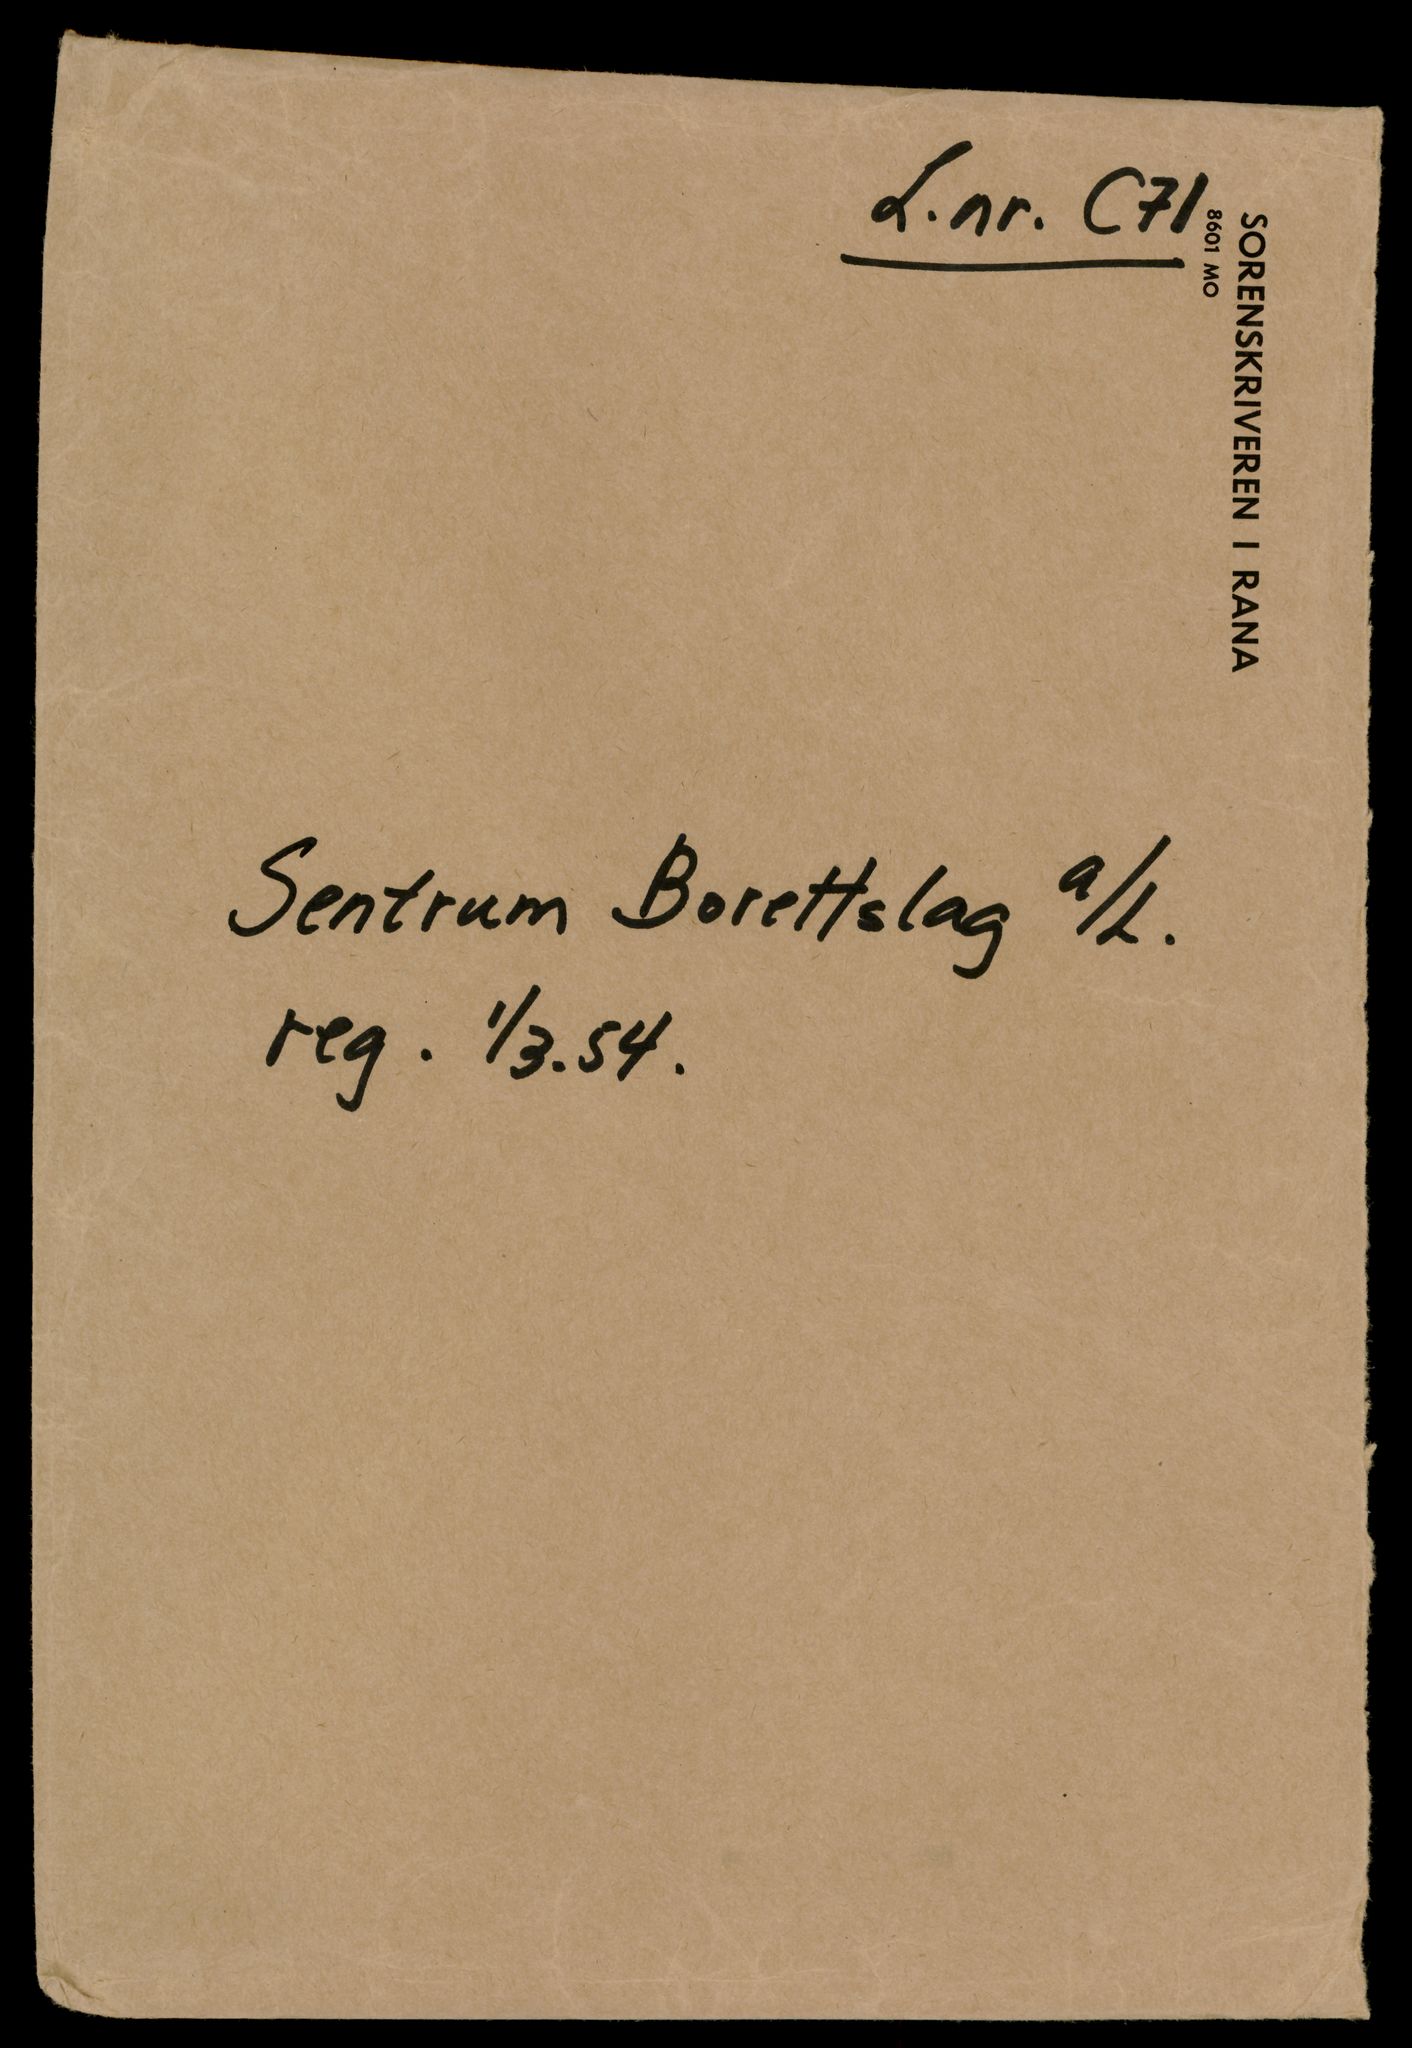 L.nr. C71
SORENSKRIVEREN I RANA
8601 MO
Sentrum Borettslag a/L.
reg. 1/3.54.